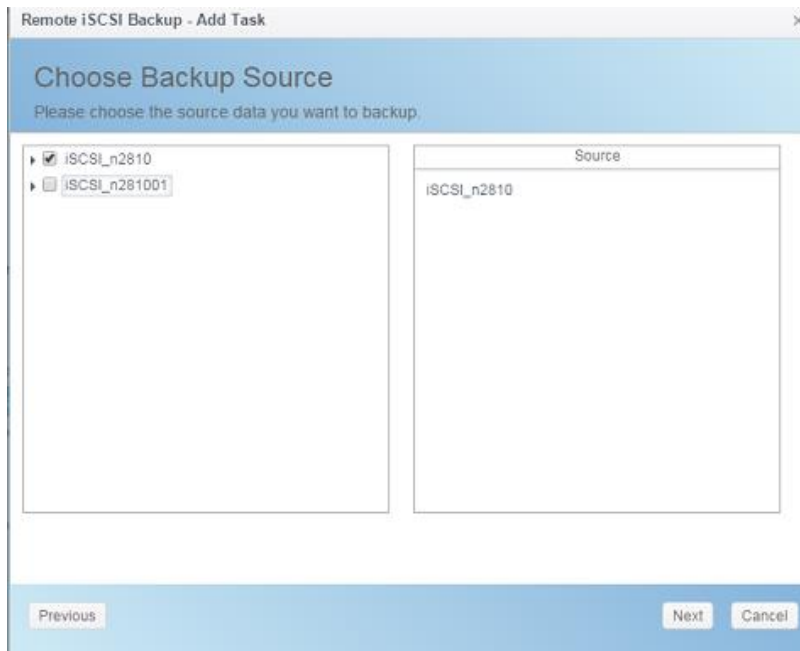 Remote iSCSI Backup - Add Task
Choose Backup Source
Please choose the source data you want to backup.
iSCSI_n2810
iSCSI_n281001
Source
iSCSI_n2810
Previous
Next
Cancel